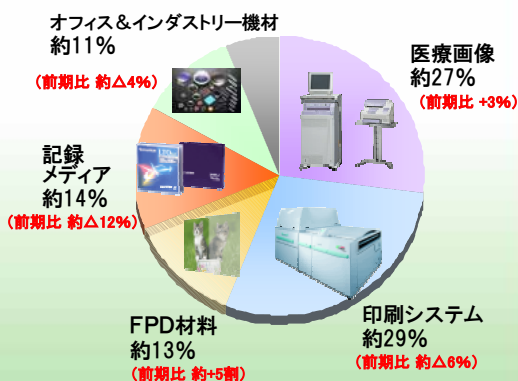 オフィス＆インダストリー機材
約11%
（前期比 約△4%）
医療画像
約27%
（前期比 +3%）
記録
メディア
約14%
（前期比 約△12%）
FPD材料
約13%
（前期比 約+5割）
印刷システム
約29%
（前期比 約△6%）